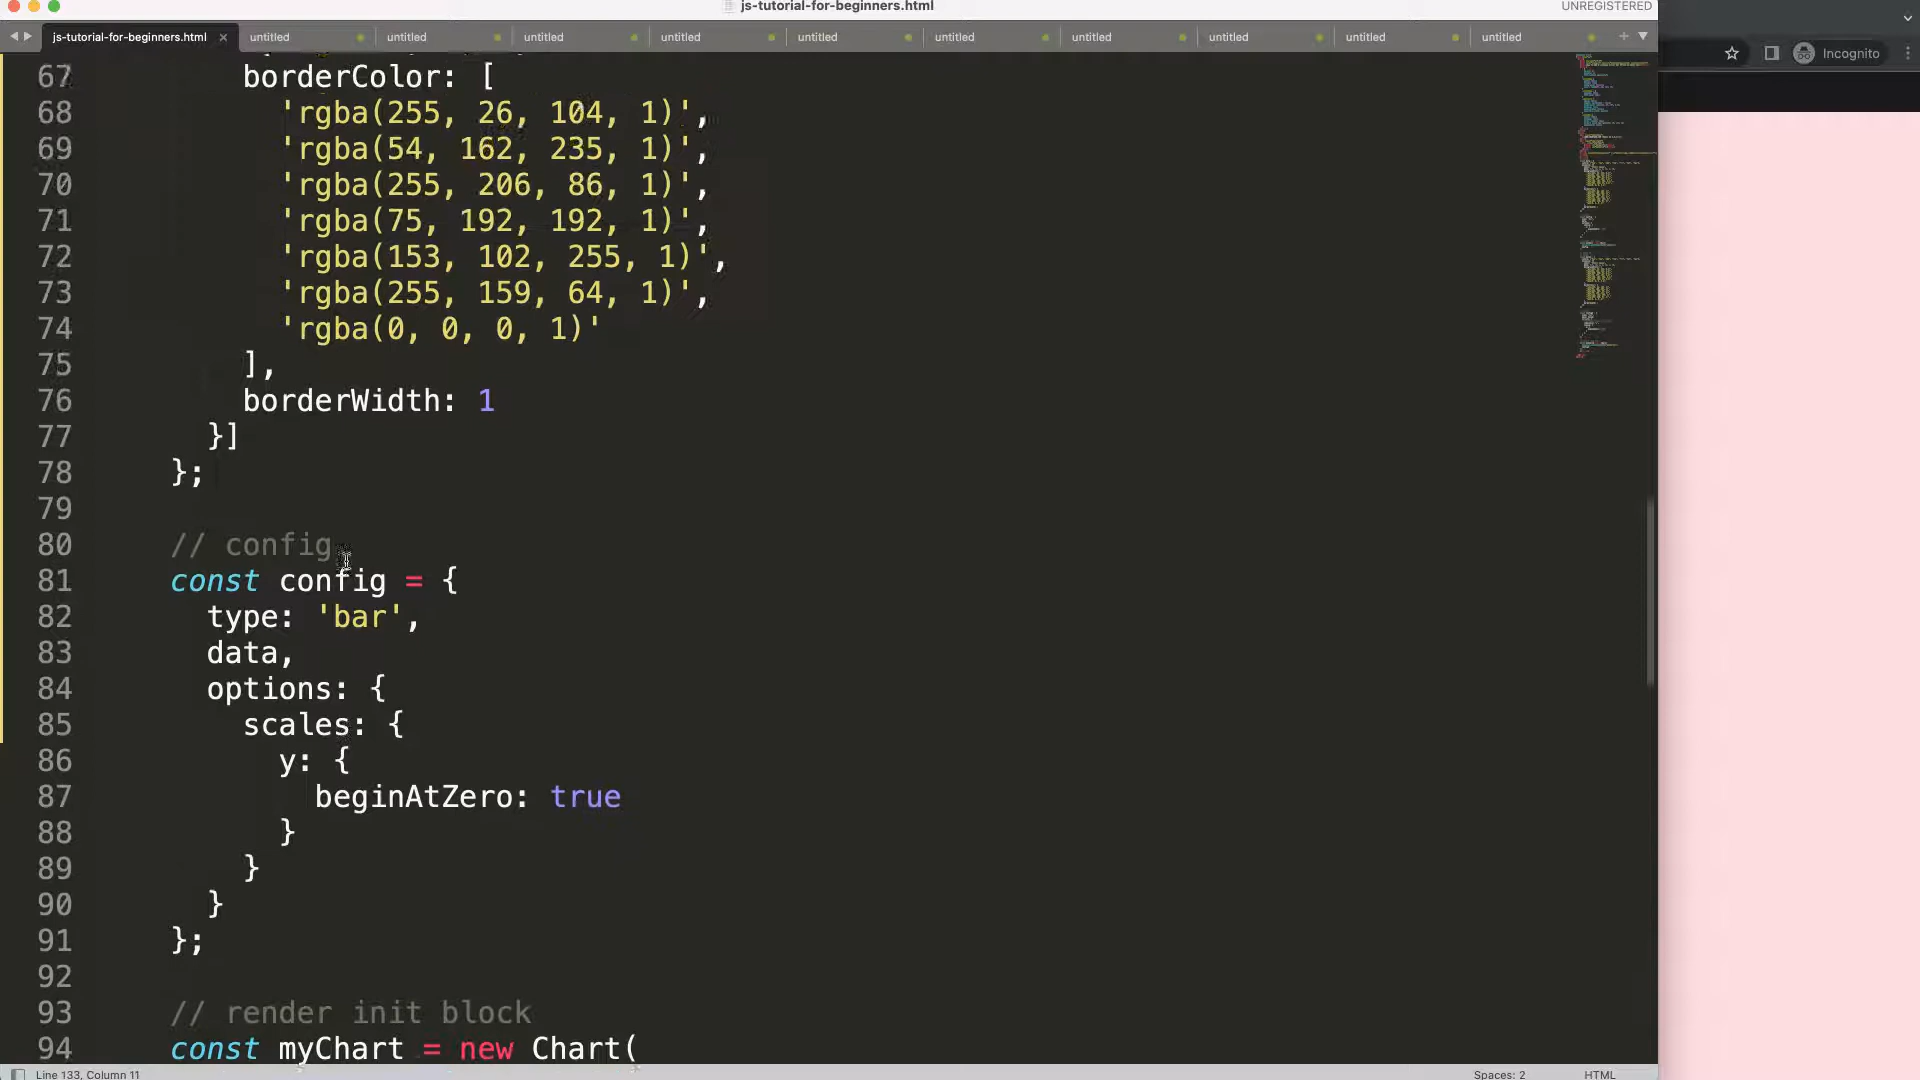 js-tutorial-for-beginners.html
UNREGISTERED
js-tutorial-for-beginners.html × untitled untitled untitled untitled untitled untitled untitled untitled untitled untitled
Incognito
67 borderColor: [
68 'rgba(255, 26, 104, 1)',
69 'rgba(54, 162, 235, 1)',
70 'rgba(255, 206, 86, 1)',
71 'rgba(75, 192, 192, 1)',
72 'rgba(153, 102, 255, 1)',
73 'rgba(255, 159, 64, 1)',
74 'rgba(0, 0, 0, 1)'
75 ],
76 borderWidth: 1
77 }]
78 };
79
80 // config
81 const config = {
82 type: 'bar',
83 data,
84 options: {
85 scales: {
86 y: {
87 beginAtZero: true
88 }
89 }
90 }
91 };
92
93 // render init block
94 const myChart = new Chart(
Line 133, Column 11
Spaces: 2
HTML